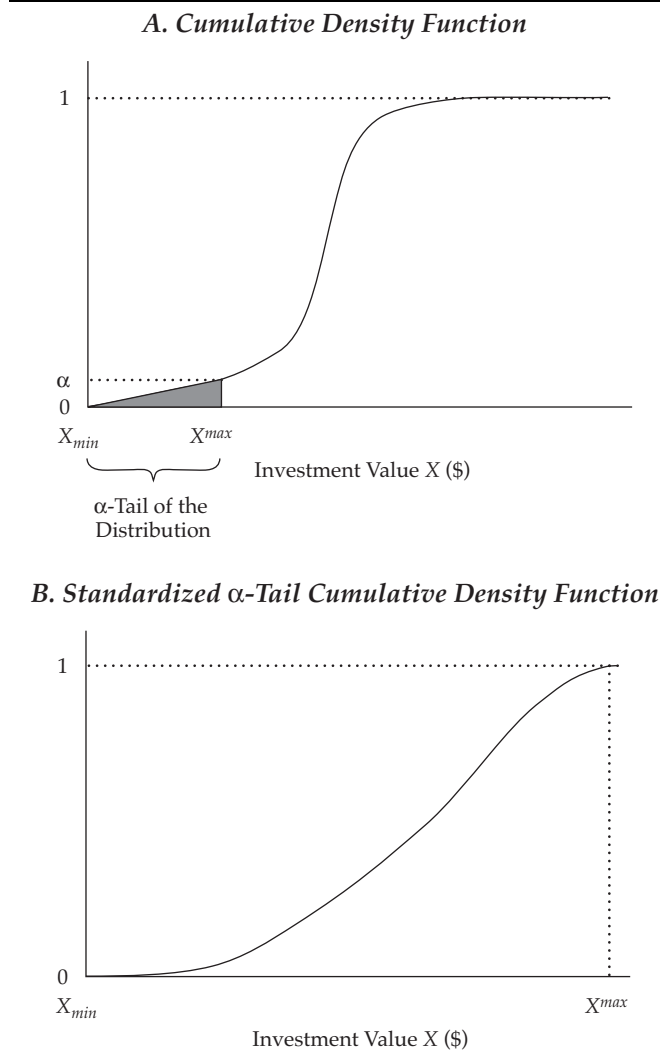 A. Cumulative Density Function
1
α
0
X_min X^max
Investment Value X ($)
α-Tail of the
Distribution
B. Standardized α-Tail Cumulative Density Function
1
0
X_min X^max
Investment Value X ($)